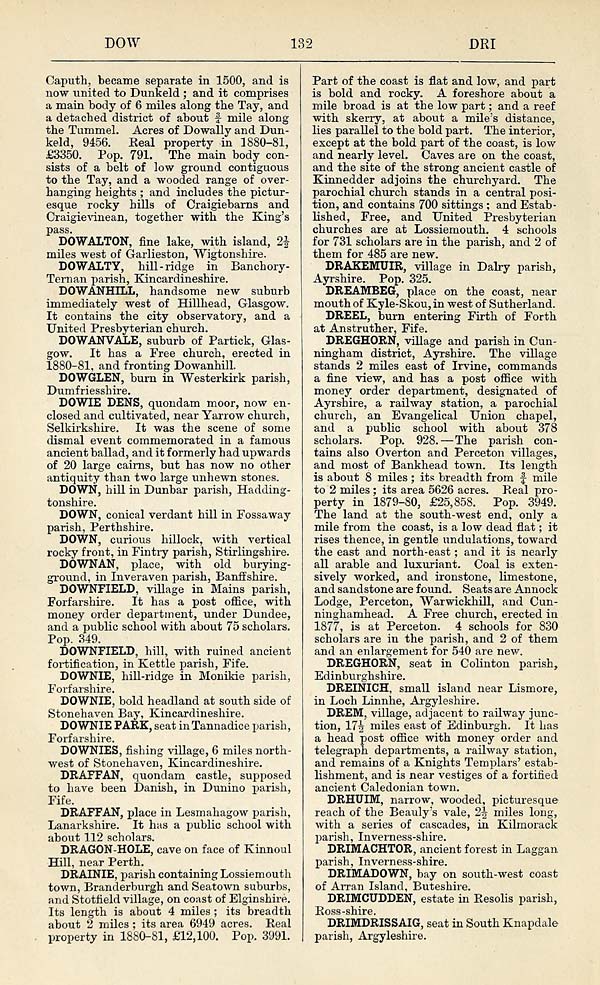 DOW 132 DRI
Caputh, became separate in 1500, and is
now united to Dunkeld; and it comprises
a main body of 6 miles along the Tay, and
a detached district of about ¾ mile along
the Tummel. Acres of Dowally and Dun-
keld, 9456. Real property in 1880-81,
£3350. Pop. 791. The main body con-
sists of a belt of low ground contiguous
to the Tay, and a wooded range of over-
hanging heights; and includes the pictur-
esque rocky hills of Craigiebarns and
Craigievinean, together with the King's
pass.
DOWALTON, fine lake, with island, 2½
miles west of Garlieston, Wigtonshire.
DOWALTY, hill-ridge in Banchory-
Ternan parish, Kincardineshire.
DOWANHILL, handsome new suburb
immediately west of Hillhead, Glasgow.
It contains the city observatory, and a
United Presbyterian church.
DOWANVALE, suburb of Partick, Glas-
gow. It has a Free church, erected in
1880-81, and fronting Dowanhill.
DOWGLEN, burn in Westerkirk parish,
Dumfriesshire.
DOWIE DENS, quondam moor, now en-
closed and cultivated, near Yarrow church,
Selkirkshire. It was the scene of some
dismal event commemorated in a famous
ancient ballad, and it formerly had upwards
of 20 large cairns, but has now no other
antiquity than two large unhewn stones.
DOWN, hill in Dunbar parish, Hadding-
tonshire.
DOWN, conical verdant hill in Fossaway
parish, Perthshire.
DOWN, curious hillock, with vertical
rocky front, in Fintry parish, Stirlingshire.
DOWNAN, place, with old burying-
ground, in Inveraven parish, Banffshire.
DOWNFIELD, village in Mains parish,
Forfarshire. It has a post office, with
money order department, under Dundee,
and a public school with about 75 scholars.
Pop. 349.
DOWNFIELD, hill, with ruined ancient
fortification, in Kettle parish, Fife.
DOWNIE, hill-ridge in Monikie parish,
Forfarshire.
DOWNIE, bold headland at south side of
Stonehaven Bay, Kincardineshire.
DOWNIE PARK, seat in Tannadice parish,
Forfarshire.
DOWNIES, fishing village, 6 miles north-
west of Stonehaven, Kincardineshire.
DRAFFAN, quondam castle, supposed
to have been Danish, in Dunino parish,
Fife.
DRAFFAN, place in Lesmahagow parish,
Lanarkshire. It has a public school with
about 112 scholars.
DRAGON-HOLE, cave on face of Kinnoul
Hill, near Perth.
DRAINIE, parish containing Lossiemouth
town, Branderburgh and Seatown suburbs,
and Stotfield village, on coast of Elginshire.
Its length is about 4 miles; its breadth
about 2 miles; its area 6949 acres. Real
property in 1880-81, £12,100. Pop. 3991.
Part of the coast is flat and low, and part
is bold and rocky. A foreshore about a
mile broad is at the low part; and a reef
with skerry, at about a mile's distance,
lies parallel to the bold part. The interior,
except at the bold part of the coast, is low
and nearly level. Caves are on the coast,
and the site of the strong ancient castle of
Kinnedder adjoins the churchyard. The
parochial church stands in a central posi-
tion, and contains 700 sittings; and Estab-
lished, Free, and United Presbyterian
churches are at Lossiemouth. 4 schools
for 731 scholars are in the parish, and 2 of
them for 485 are new.
DRAKEMUIR, village in Dalry parish,
Ayrshire. Pop. 325.
DREAMBEG, place on the coast, near
mouth of Kyle-Skou, in west of Sutherland.
DREEL, burn entering Firth of Forth
at Anstruther, Fife.
DREGHORN, village and parish in Cun-
ningham district, Ayrshire. The village
stands 2 miles east of Irvine, commands
a fine view, and has a post office with
money order department, designated of
Ayrshire, a railway station, a parochial
church, an Evangelical Union chapel,
and a public school with about 378
scholars. Pop. 928.—The parish con-
tains also Overton and Perceton villages,
and most of Bankhead town. Its length
is about 8 miles; its breadth from ¾ mile
to 2 miles; its area 5626 acres. Real pro-
perty in 1879-80, £25,858. Pop. 3949.
The land at the south-west end, only a
mile from the coast, is a low dead flat; it
rises thence, in gentle undulations, toward
the east and north-east; and it is nearly
all arable and luxuriant. Coal is exten-
sively worked, and ironstone, limestone,
and sandstone are found. Seats are Annock
Lodge, Perceton, Warwickhill, and Cun-
ninghamhead. A Free church, erected in
1877, is at Perceton. 4 schools for 830
scholars are in the parish, and 2 of them
and an enlargement for 540 are new.
DREGHORN, seat in Colinton parish,
Edinburghshire.
DREINICH, small island near Lismore,
in Loch Linnhe, Argyleshire.
DREM, village, adjacent to railway junc-
tion, 17½ miles east of Edinburgh. It has
a head post office with money order and
telegraph departments, a railway station,
and remains of a Knights Templars' estab-
lishment, and is near vestiges of a fortified
ancient Caledonian town.
DRHUIM, narrow, wooded, picturesque
reach of the Beauly's vale, 2½ miles long,
with a series of cascades, in Kilmorack
parish, Inverness-shire.
DRIMACHTOR, ancient forest in Laggan
parish, Inverness-shire.
DRIMADOWN, bay on south-west coast
of Arran Island, Buteshire.
DRIMCUDDEN, estate in Resolis parish,
Ross-shire.
DRIMDRISSAIG, seat in South Knapdale
parish, Argyleshire.